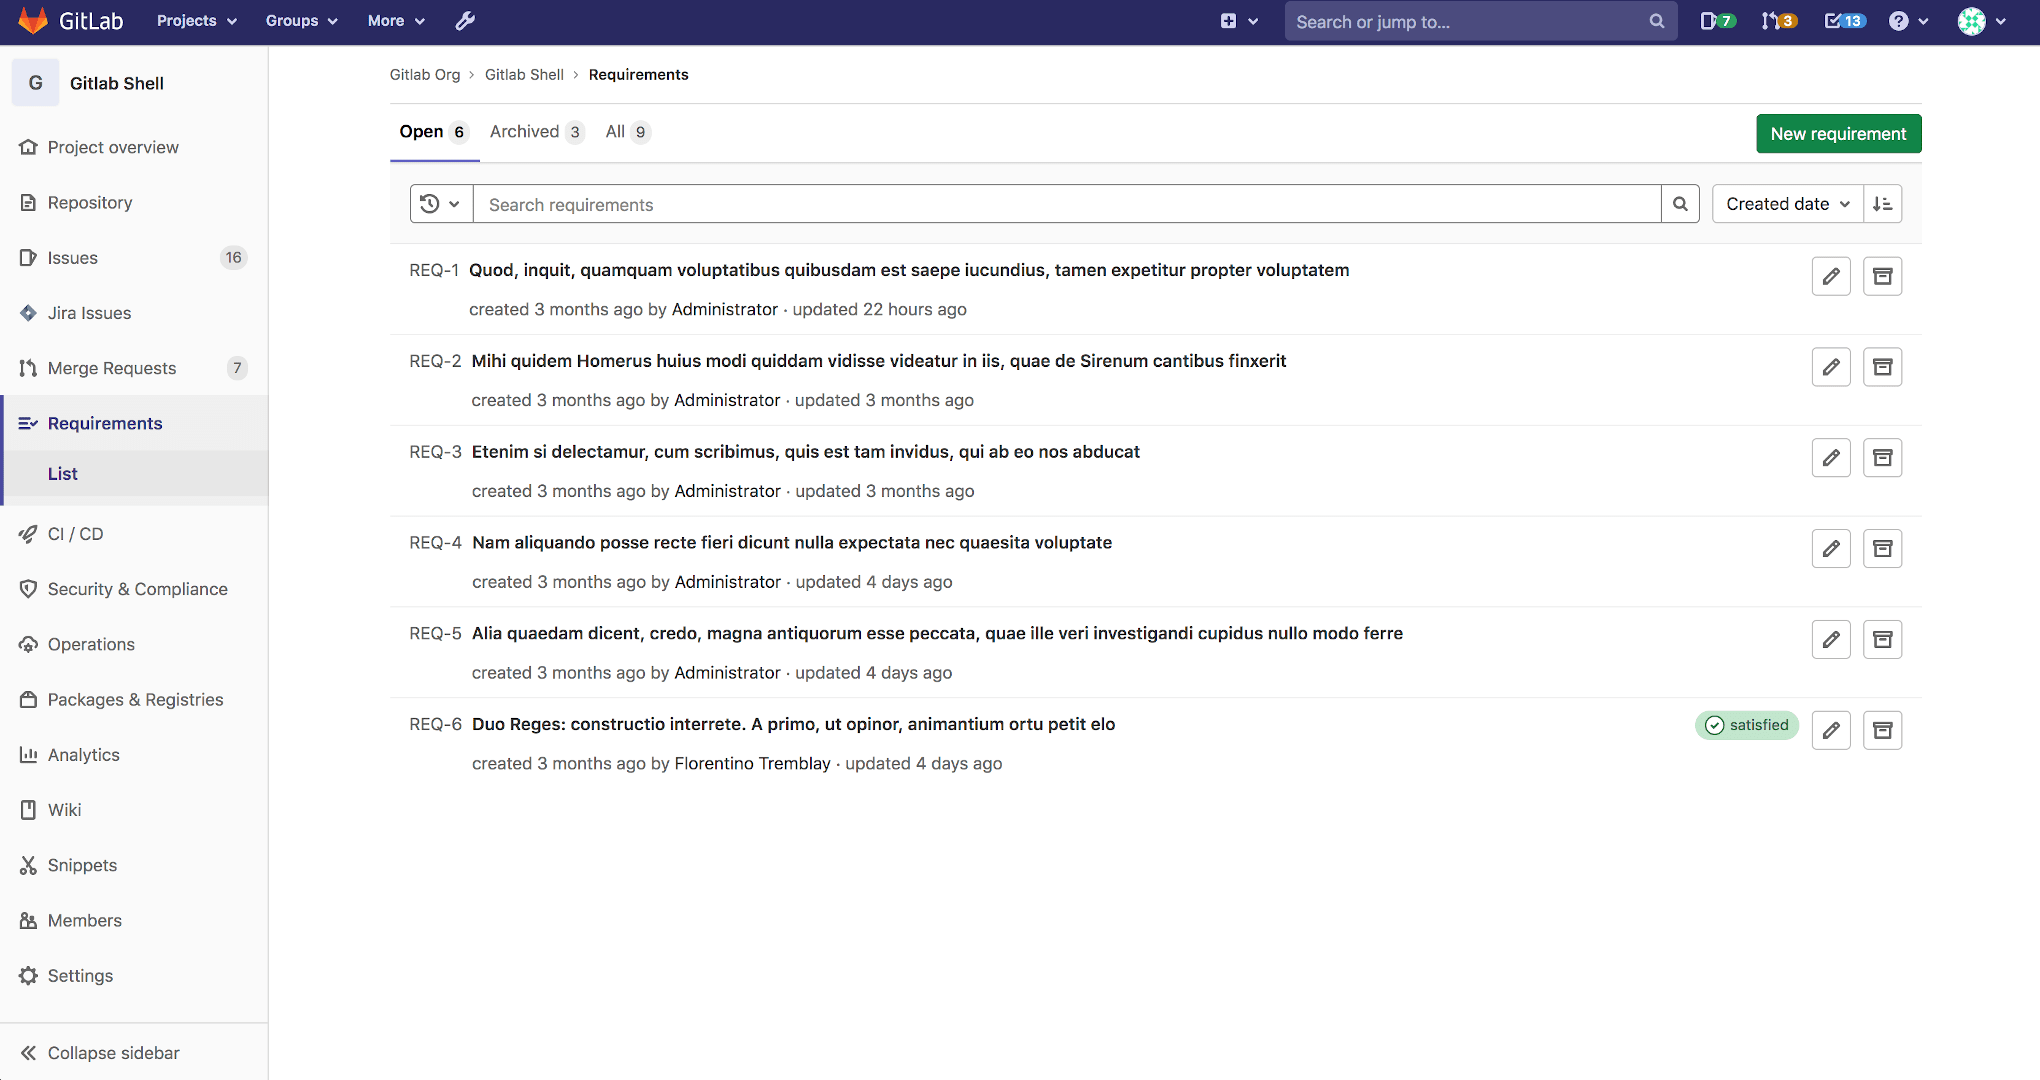 GitLab Projects Groups More Search or jump to... 7 3 13
G Gitlab Shell
Project overview
Repository
Issues 16
Jira Issues
Merge Requests 7
Requirements
List
CI / CD
Security & Compliance
Operations
Packages & Registries
Analytics
Wiki
Snippets
Members
Settings
Collapse sidebar
Gitlab Org › Gitlab Shell › Requirements
Open 6 Archived 3 All 9 New requirement
Search requirements Created date
REQ-1 Quod, inquit, quamquam voluptatibus quibusdam est saepe iucundius, tamen expetitur propter voluptatem
created 3 months ago by Administrator · updated 22 hours ago
REQ-2 Mihi quidem Homerus huius modi quiddam vidisse videatur in iis, quae de Sirenum cantibus finxerit
created 3 months ago by Administrator · updated 3 months ago
REQ-3 Etenim si delectamur, cum scribimus, quis est tam invidus, qui ab eo nos abducat
created 3 months ago by Administrator · updated 3 months ago
REQ-4 Nam aliquando posse recte fieri dicunt nulla expectata nec quaesita voluptate
created 3 months ago by Administrator · updated 4 days ago
REQ-5 Alia quaedam dicent, credo, magna antiquorum esse peccata, quae ille veri investigandi cupidus nullo modo ferre
created 3 months ago by Administrator · updated 4 days ago
REQ-6 Duo Reges: constructio interrete. A primo, ut opinor, animantium ortu petit elo satisfied
created 3 months ago by Florentino Tremblay · updated 4 days ago